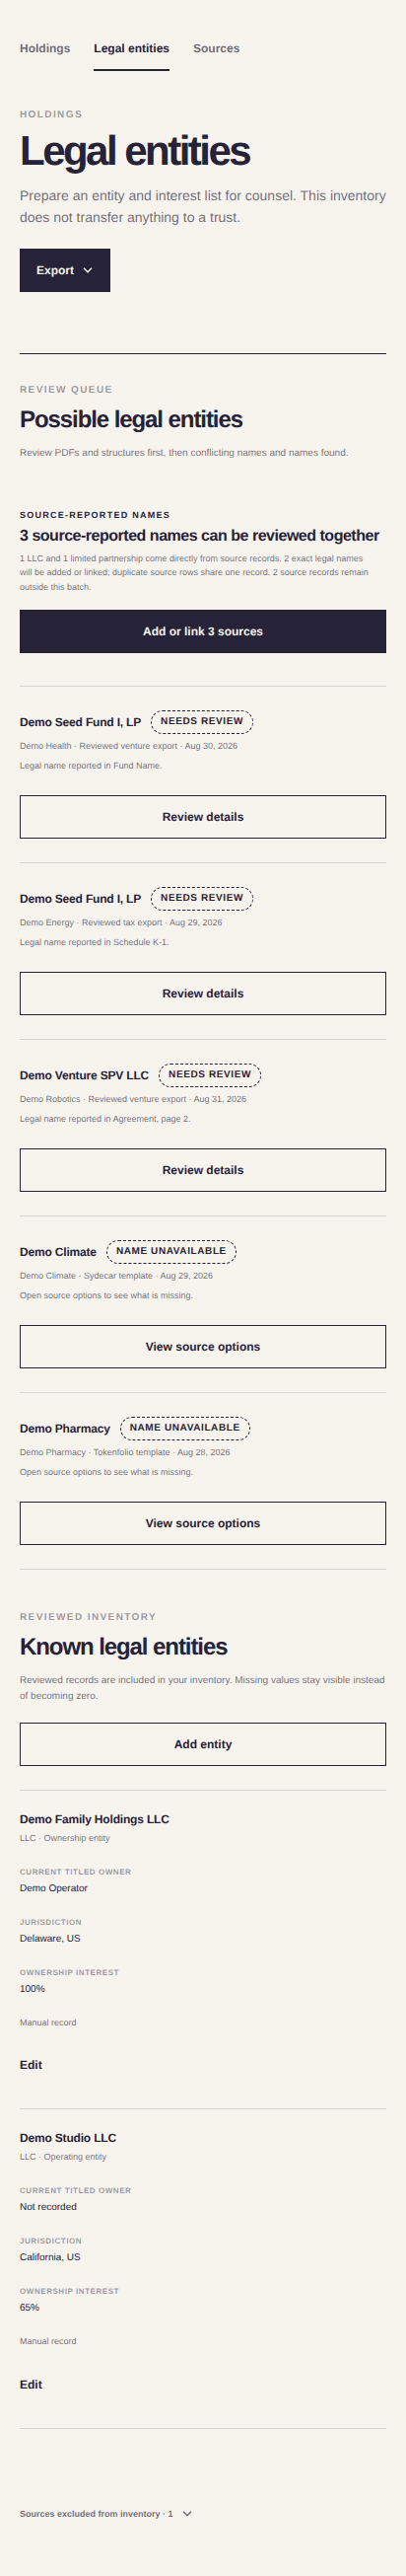 Holdings Legal entities Sources
HOLDINGS
Legal entities
Prepare an entity and interest list for counsel. This inventory
does not transfer anything to a trust.
Export
REVIEW QUEUE
Possible legal entities
Review PDFs and structures first, then conflicting names and names found.
SOURCE-REPORTED NAMES
3 source-reported names can be reviewed together
1 LLC and 1 limited partnership come directly from source records. 2 exact legal names
will be added or linked; duplicate source rows share one record. 2 source records remain
outside this batch.
Add or link 3 sources
Demo Seed Fund I, LP NEEDS REVIEW
Demo Health · Reviewed venture export · Aug 30, 2026
Legal name reported in Fund Name.
Review details
Demo Seed Fund I, LP NEEDS REVIEW
Demo Energy · Reviewed tax export · Aug 29, 2026
Legal name reported in Schedule K-1.
Review details
Demo Venture SPV LLC NEEDS REVIEW
Demo Robotics · Reviewed venture export · Aug 31, 2026
Legal name reported in Agreement, page 2.
Review details
Demo Climate NAME UNAVAILABLE
Demo Climate · Sydecar template · Aug 29, 2026
Open source options to see what is missing.
View source options
Demo Pharmacy NAME UNAVAILABLE
Demo Pharmacy · Tokenfolio template · Aug 28, 2026
Open source options to see what is missing.
View source options
REVIEWED INVENTORY
Known legal entities
Reviewed records are included in your inventory. Missing values stay visible instead
of becoming zero.
Add entity
Demo Family Holdings LLC
LLC · Ownership entity
CURRENT TITLED OWNER
Demo Operator
JURISDICTION
Delaware, US
OWNERSHIP INTEREST
100%
Manual record
Edit
Demo Studio LLC
LLC · Operating entity
CURRENT TITLED OWNER
Not recorded
JURISDICTION
California, US
OWNERSHIP INTEREST
65%
Manual record
Edit
Sources excluded from inventory · 1